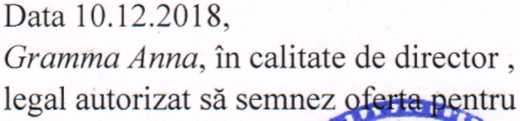 Data 10.12.2018,
Gramma Anna, în calitate de director ,
legal autorizat să semnez oferta pentru